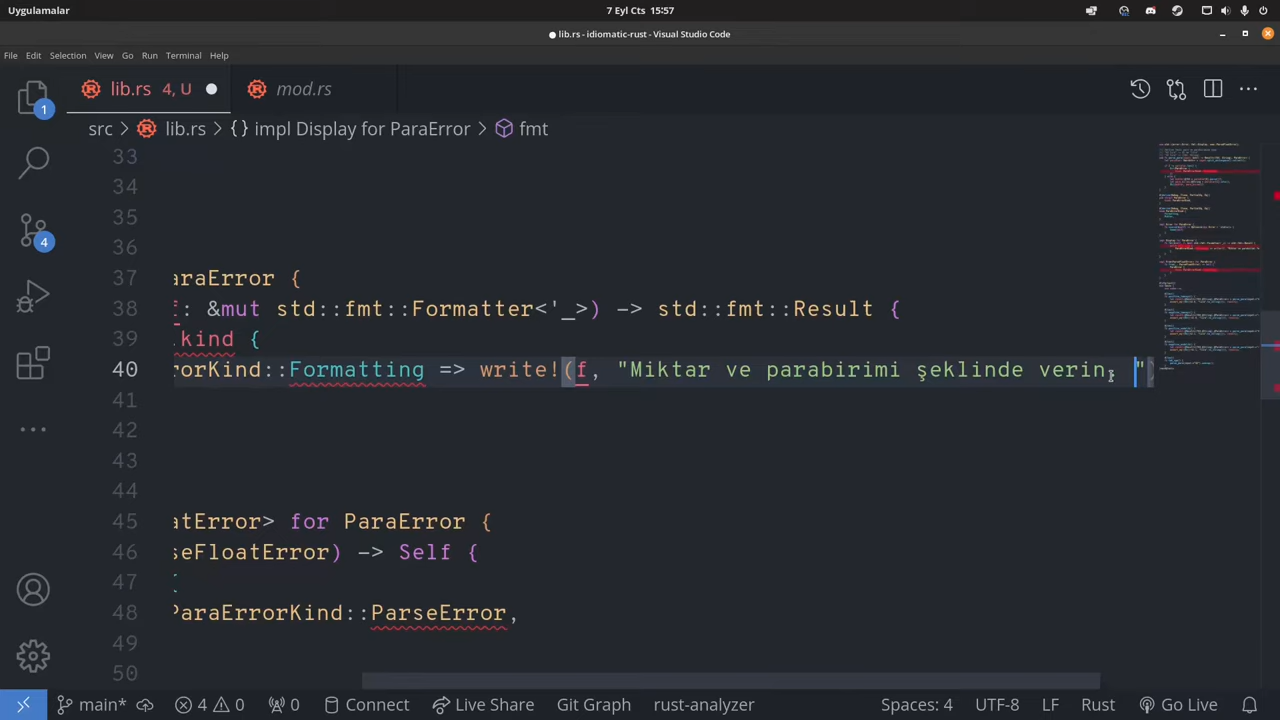 Uygulamalar
7 Eyl Cts 15:57
lib.rs - idiomatic-rust - Visual Studio Code
File Edit Selection View Go Run Terminal Help
lib.rs 4, U
mod.rs
src > lib.rs > {} impl Display for ParaError > fmt
1
4
33
34
35
36
37 araError {
38 f: &mut std::fmt::Formatter<'_>) -> std::fmt::Result {
39 .kind {
40 rorKind::Formatting => write!(f, "Miktar ve parabirimi şeklinde verin. ")
41
42
43
44
45 atError> for ParaError {
46 seFloatError) -> Self {
47 {
48 ParaErrorKind::ParseError,
49
50
main* 4 0 0 Connect Live Share Git Graph rust-analyzer Spaces: 4 UTF-8 LF Rust Go Live